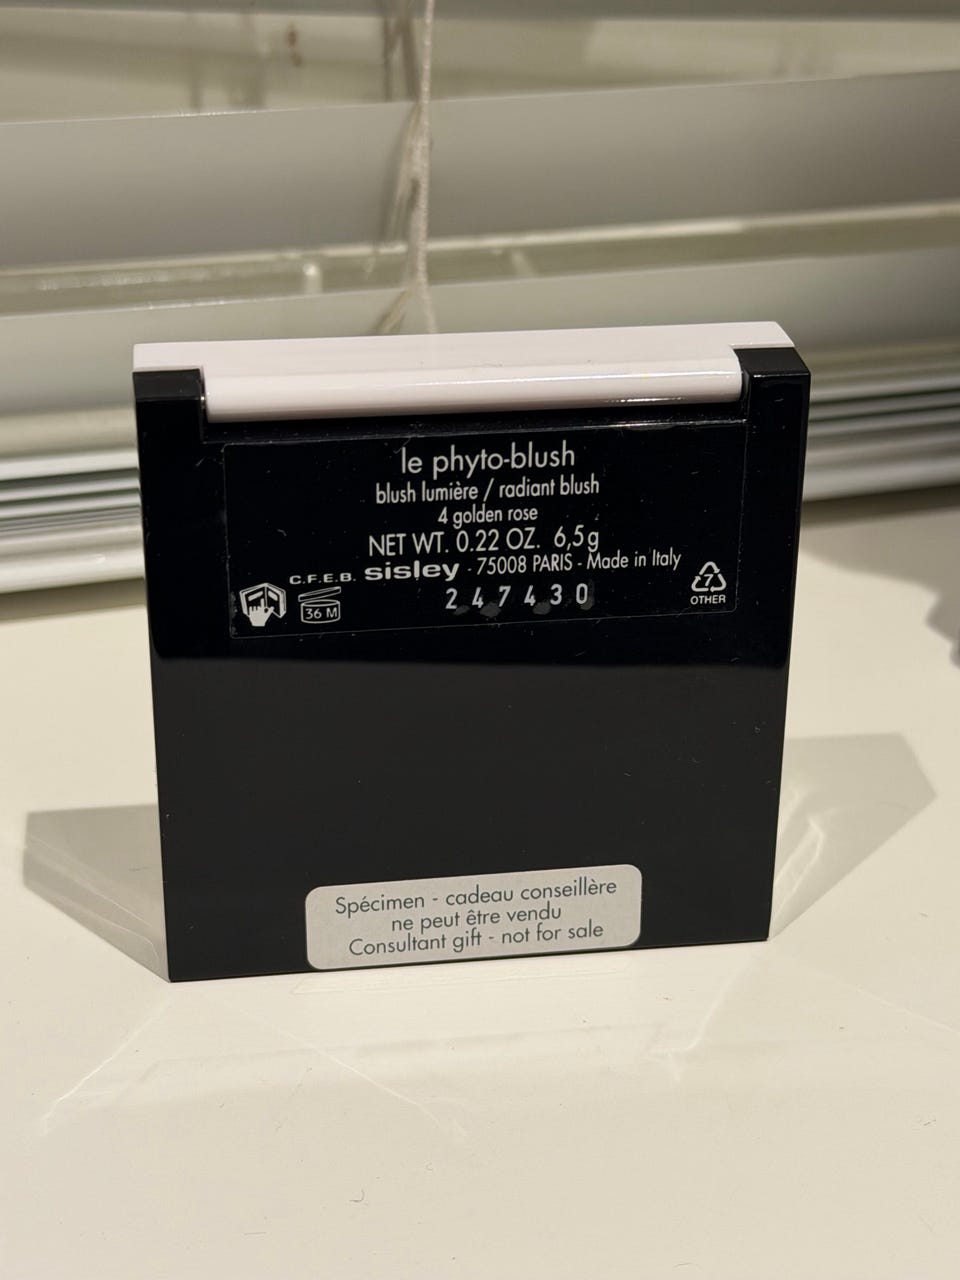 le phyto-blush
blush lumière / radiant blush
4 golden rose
NET WT. 0.22 OZ. 6,5g
C.F.E.B. sisley - 75008 PARIS - Made in Italy
36 M
247430
7
OTHER
Spécimen - cadeau conseillère
ne peut être vendu
Consultant gift - not for sale